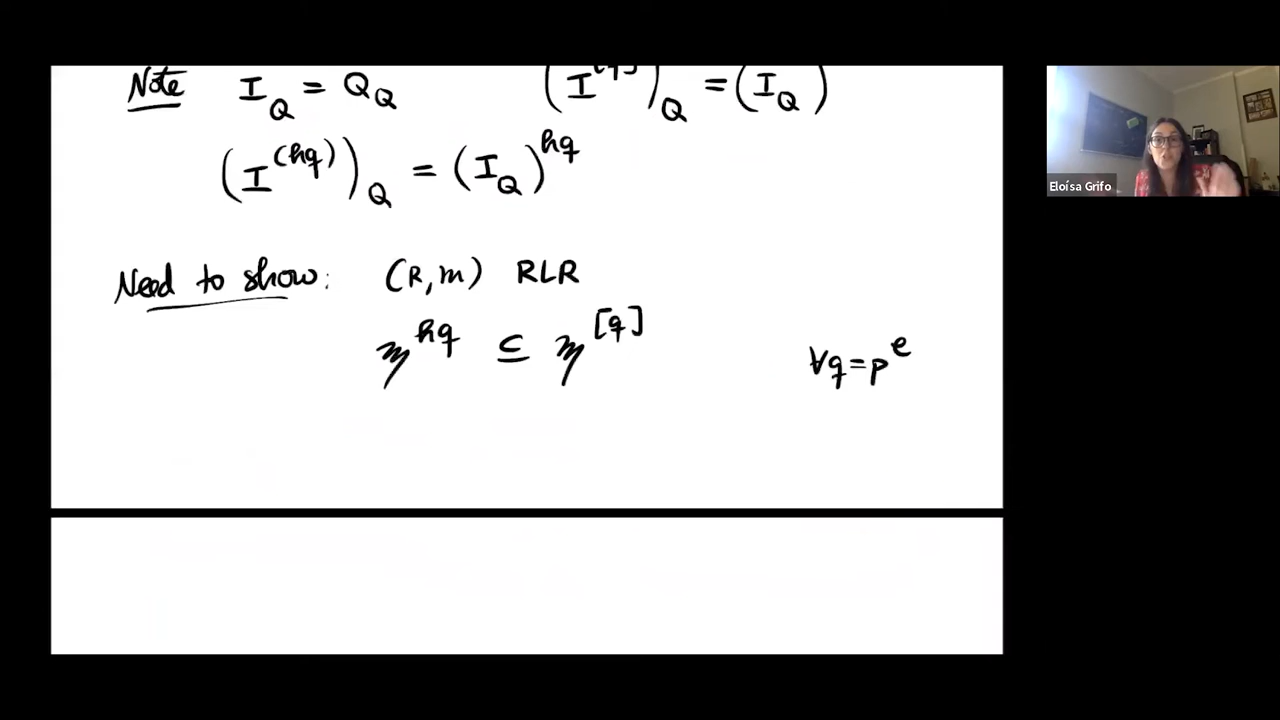 Note I_Q = Q_Q (I^{[q]})_Q = (I_Q)
(I^{(hq)})_Q = (I_Q)^{hq}
Eloísa Grifo
Need to show: (R,m) RLR
m^{hq} ⊆ m^{[q]} ∀q=p^e